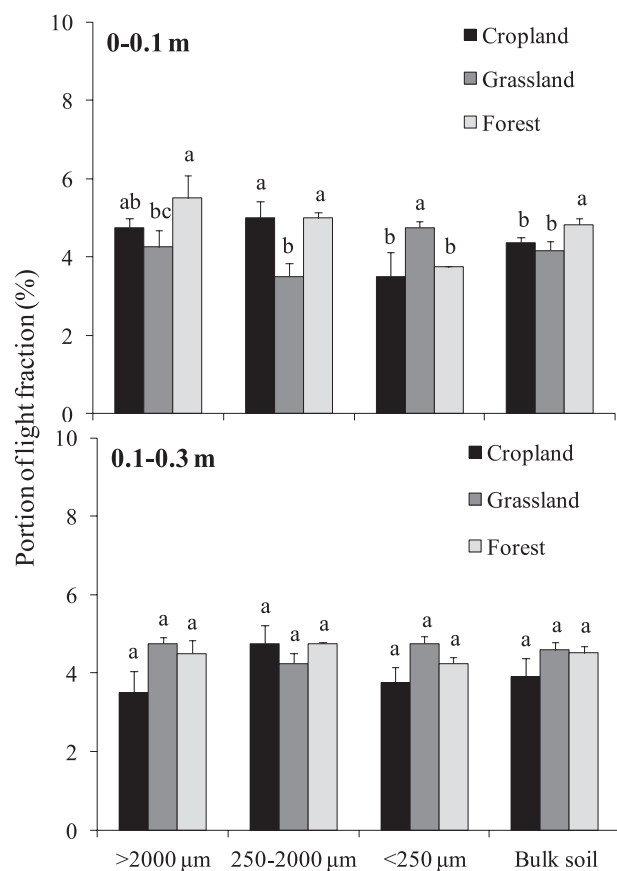 Portion of light fraction (%)
10
8
6
4
2
0
0-0.1 m
Cropland
Grassland
Forest
ab
bc
a
a
b
a
b
a
b
b
b
a
10
8
6
4
2
0
0.1-0.3 m
Cropland
Grassland
Forest
a
a
a
a
a
a
a
a
a
a
a
a
>2000 µm
250-2000µm
<250 µm
Bulk soil